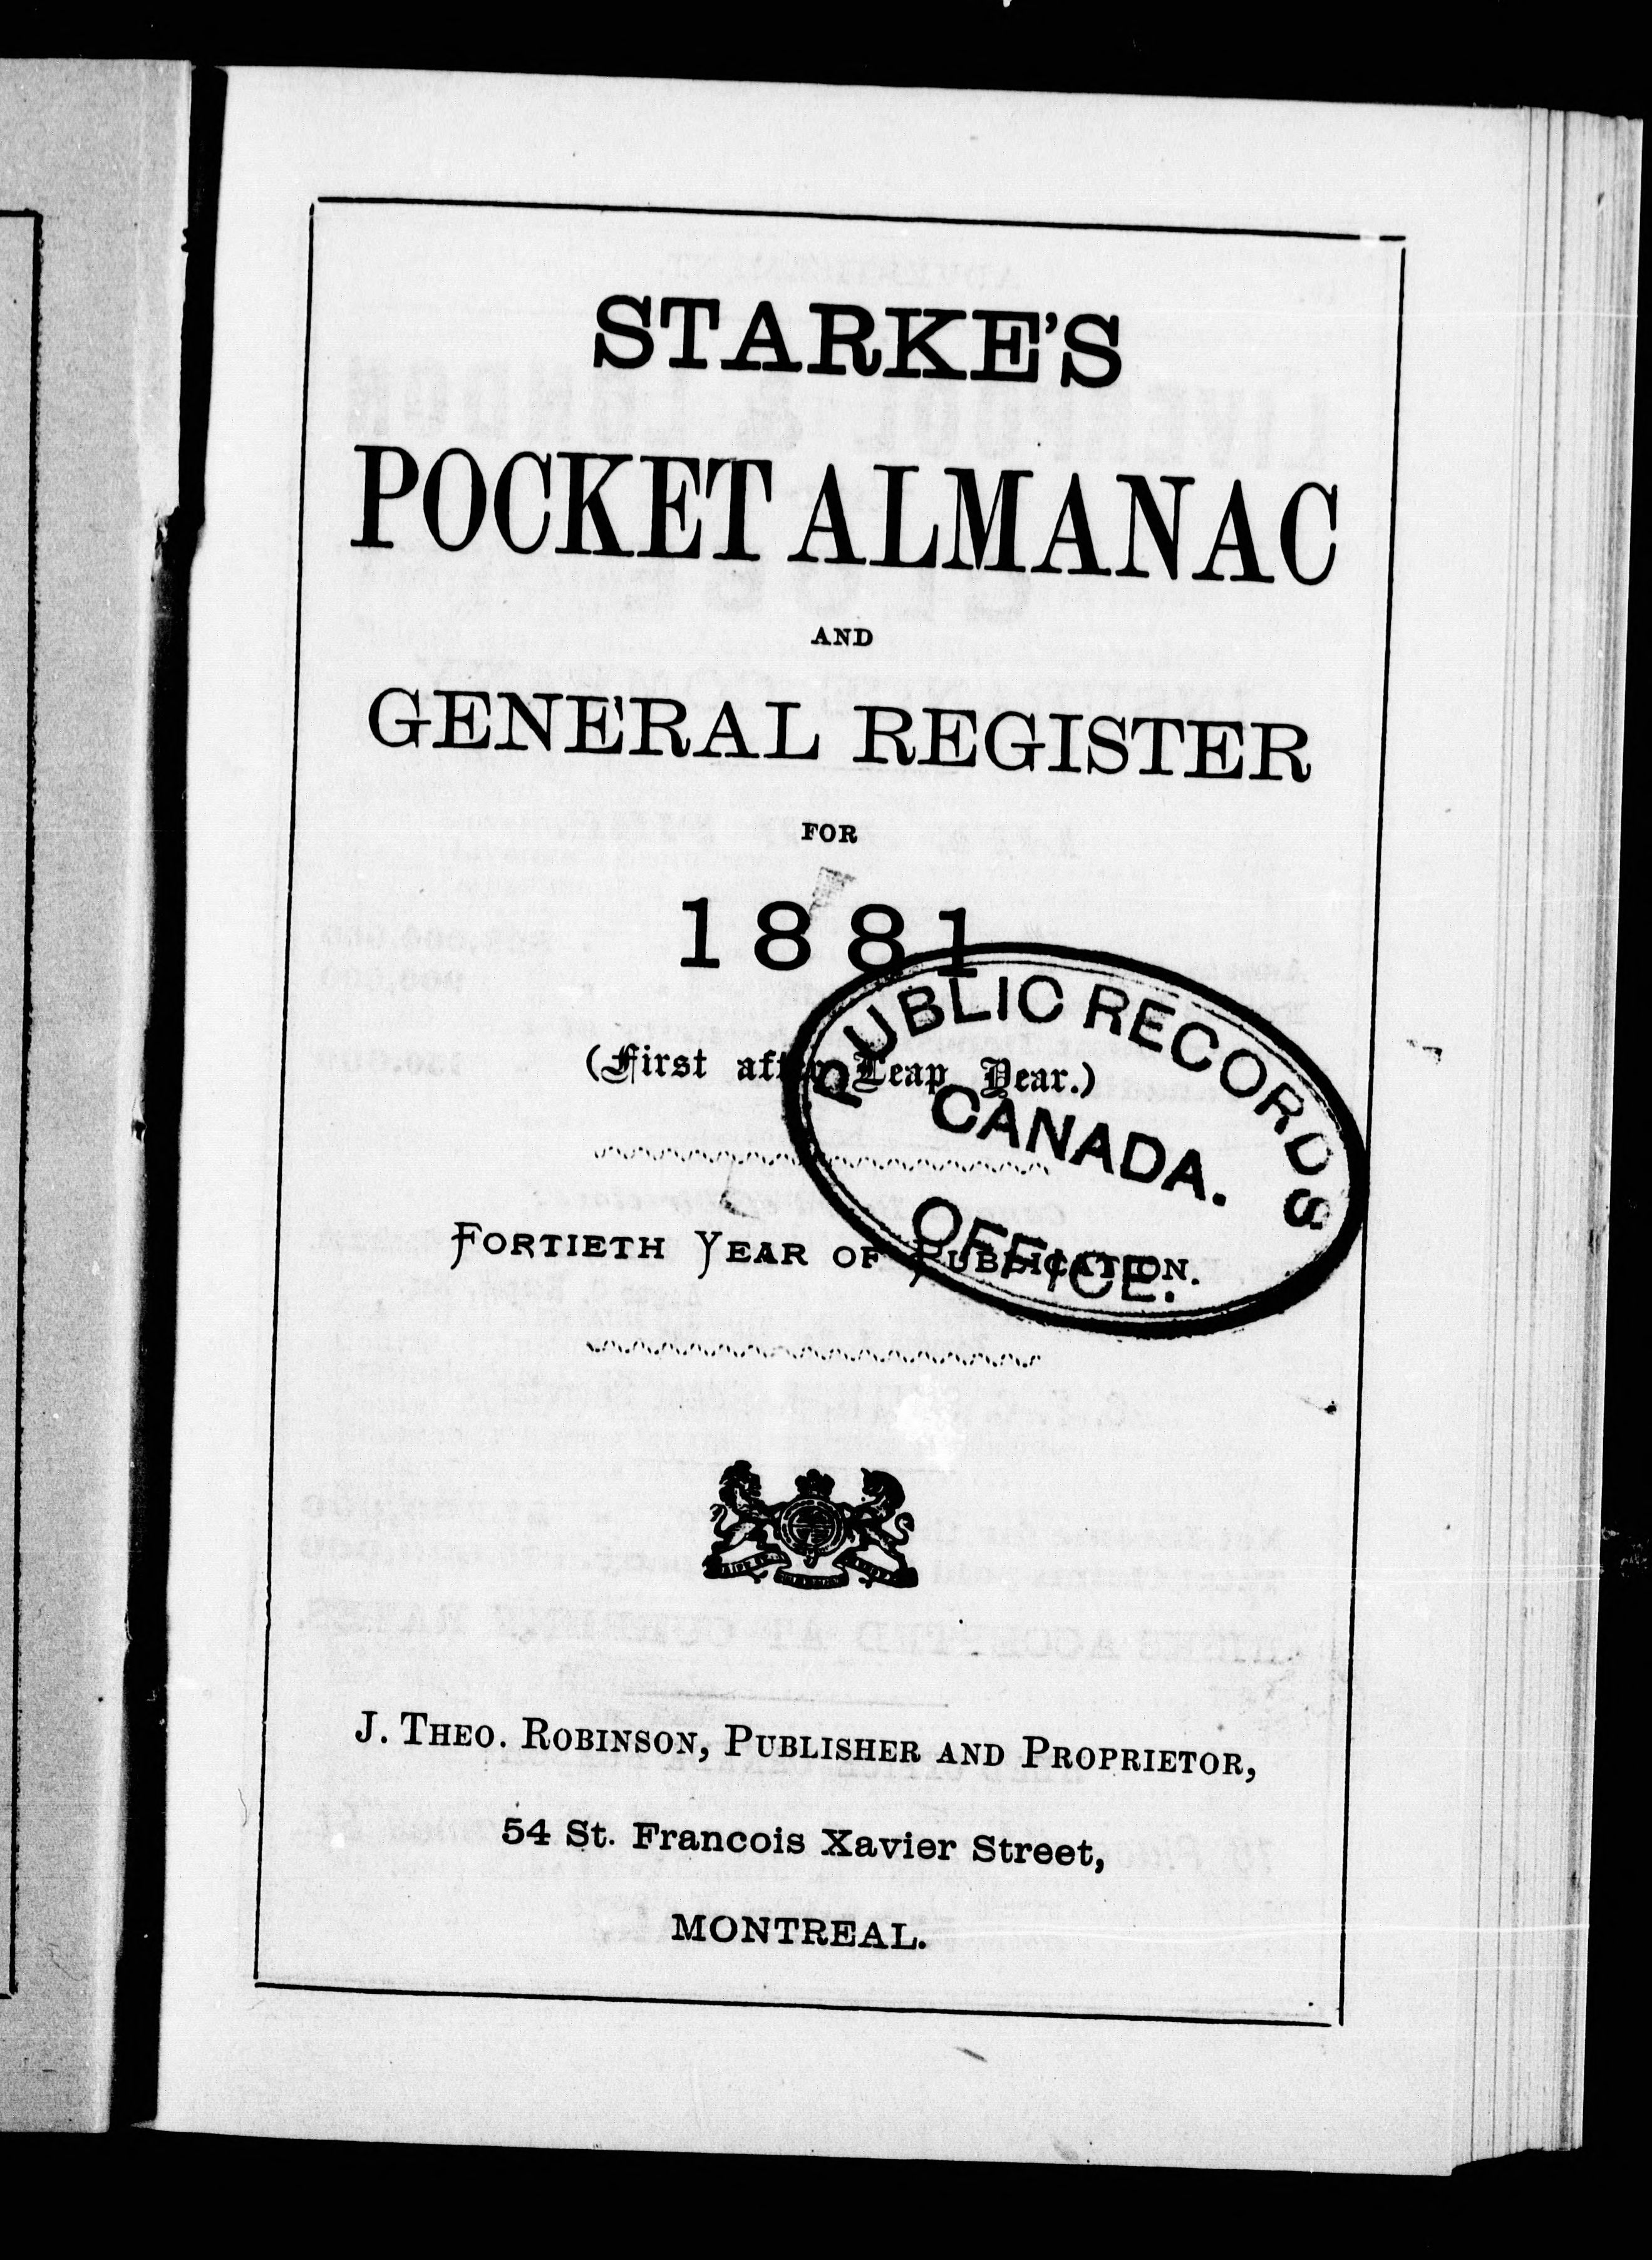 STARKE'S
POCKET ALMANAC
AND
GENERAL REGISTER
FOR
1881
(First after Leap Year.)
PUBLIC RECORDS
CANADA.
OFFICE.
FORTIETH YEAR OF PUBLICATION.
J. THEO. ROBINSON, PUBLISHER AND PROPRIETOR,
54 St. Francois Xavier Street,
MONTREAL.